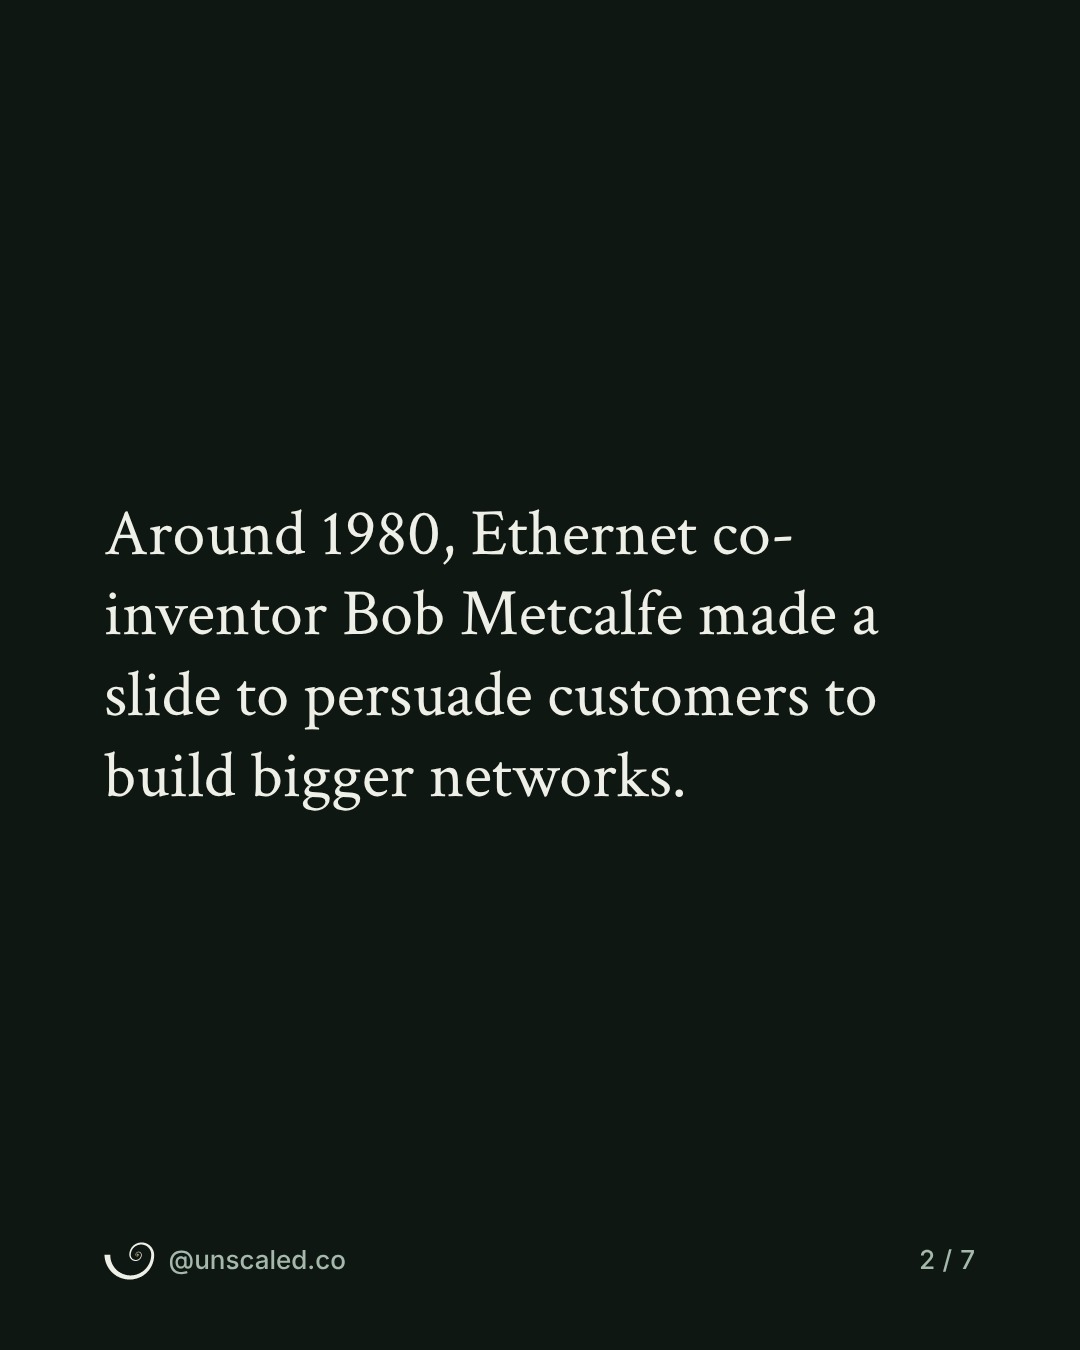 Around 1980, Ethernet co-
inventor Bob Metcalfe made a
slide to persuade customers to
build bigger networks.
@unscaled.co
2 / 7